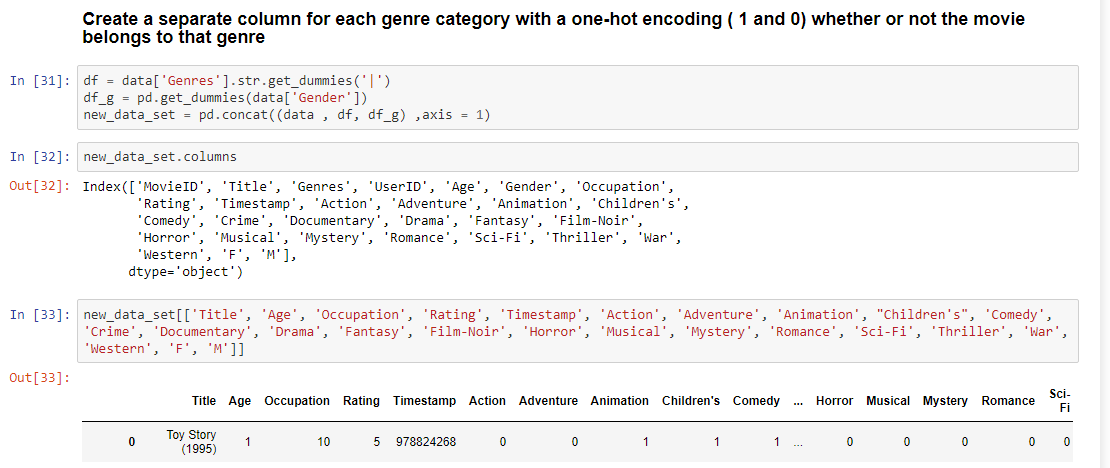 Create a separate column for each genre category with a one-hot encoding ( 1 and 0) whether or not the movie
belongs to that genre
In [31]: df = data['Genres'].str.get_dummies('|')
df_g = pd.get_dummies(data['Gender'])
new_data_set = pd.concat((data , df, df_g) ,axis = 1)
In [32]: new_data_set.columns
Out[32]: Index(['MovieID', 'Title', 'Genres', 'UserID', 'Age', 'Gender', 'Occupation',
'Rating', 'Timestamp', 'Action', 'Adventure', 'Animation', 'Children's',
'Comedy', 'Crime', 'Documentary', 'Drama', 'Fantasy', 'Film-Noir',
'Horror', 'Musical', 'Mystery', 'Romance', 'Sci-Fi', 'Thriller', 'War',
'Western', 'F', 'M'],
dtype='object')
In [33]: new_data_set[['Title', 'Age', 'Occupation', 'Rating', 'Timestamp', 'Action', 'Adventure', 'Animation', "Children's", 'Comedy',
'Crime', 'Documentary', 'Drama', 'Fantasy', 'Film-Noir', 'Horror', 'Musical', 'Mystery', 'Romance', 'Sci-Fi', 'Thriller', 'War',
'Western', 'F', 'M']]
Out[33]:
Title Age Occupation Rating Timestamp Action Adventure Animation Children's Comedy ... Horror Musical Mystery Romance Sci-
Fi
0 Toy Story 1 10 5 978824268 0 0 1 1 1 ... 0 0 0 0 0
(1995)